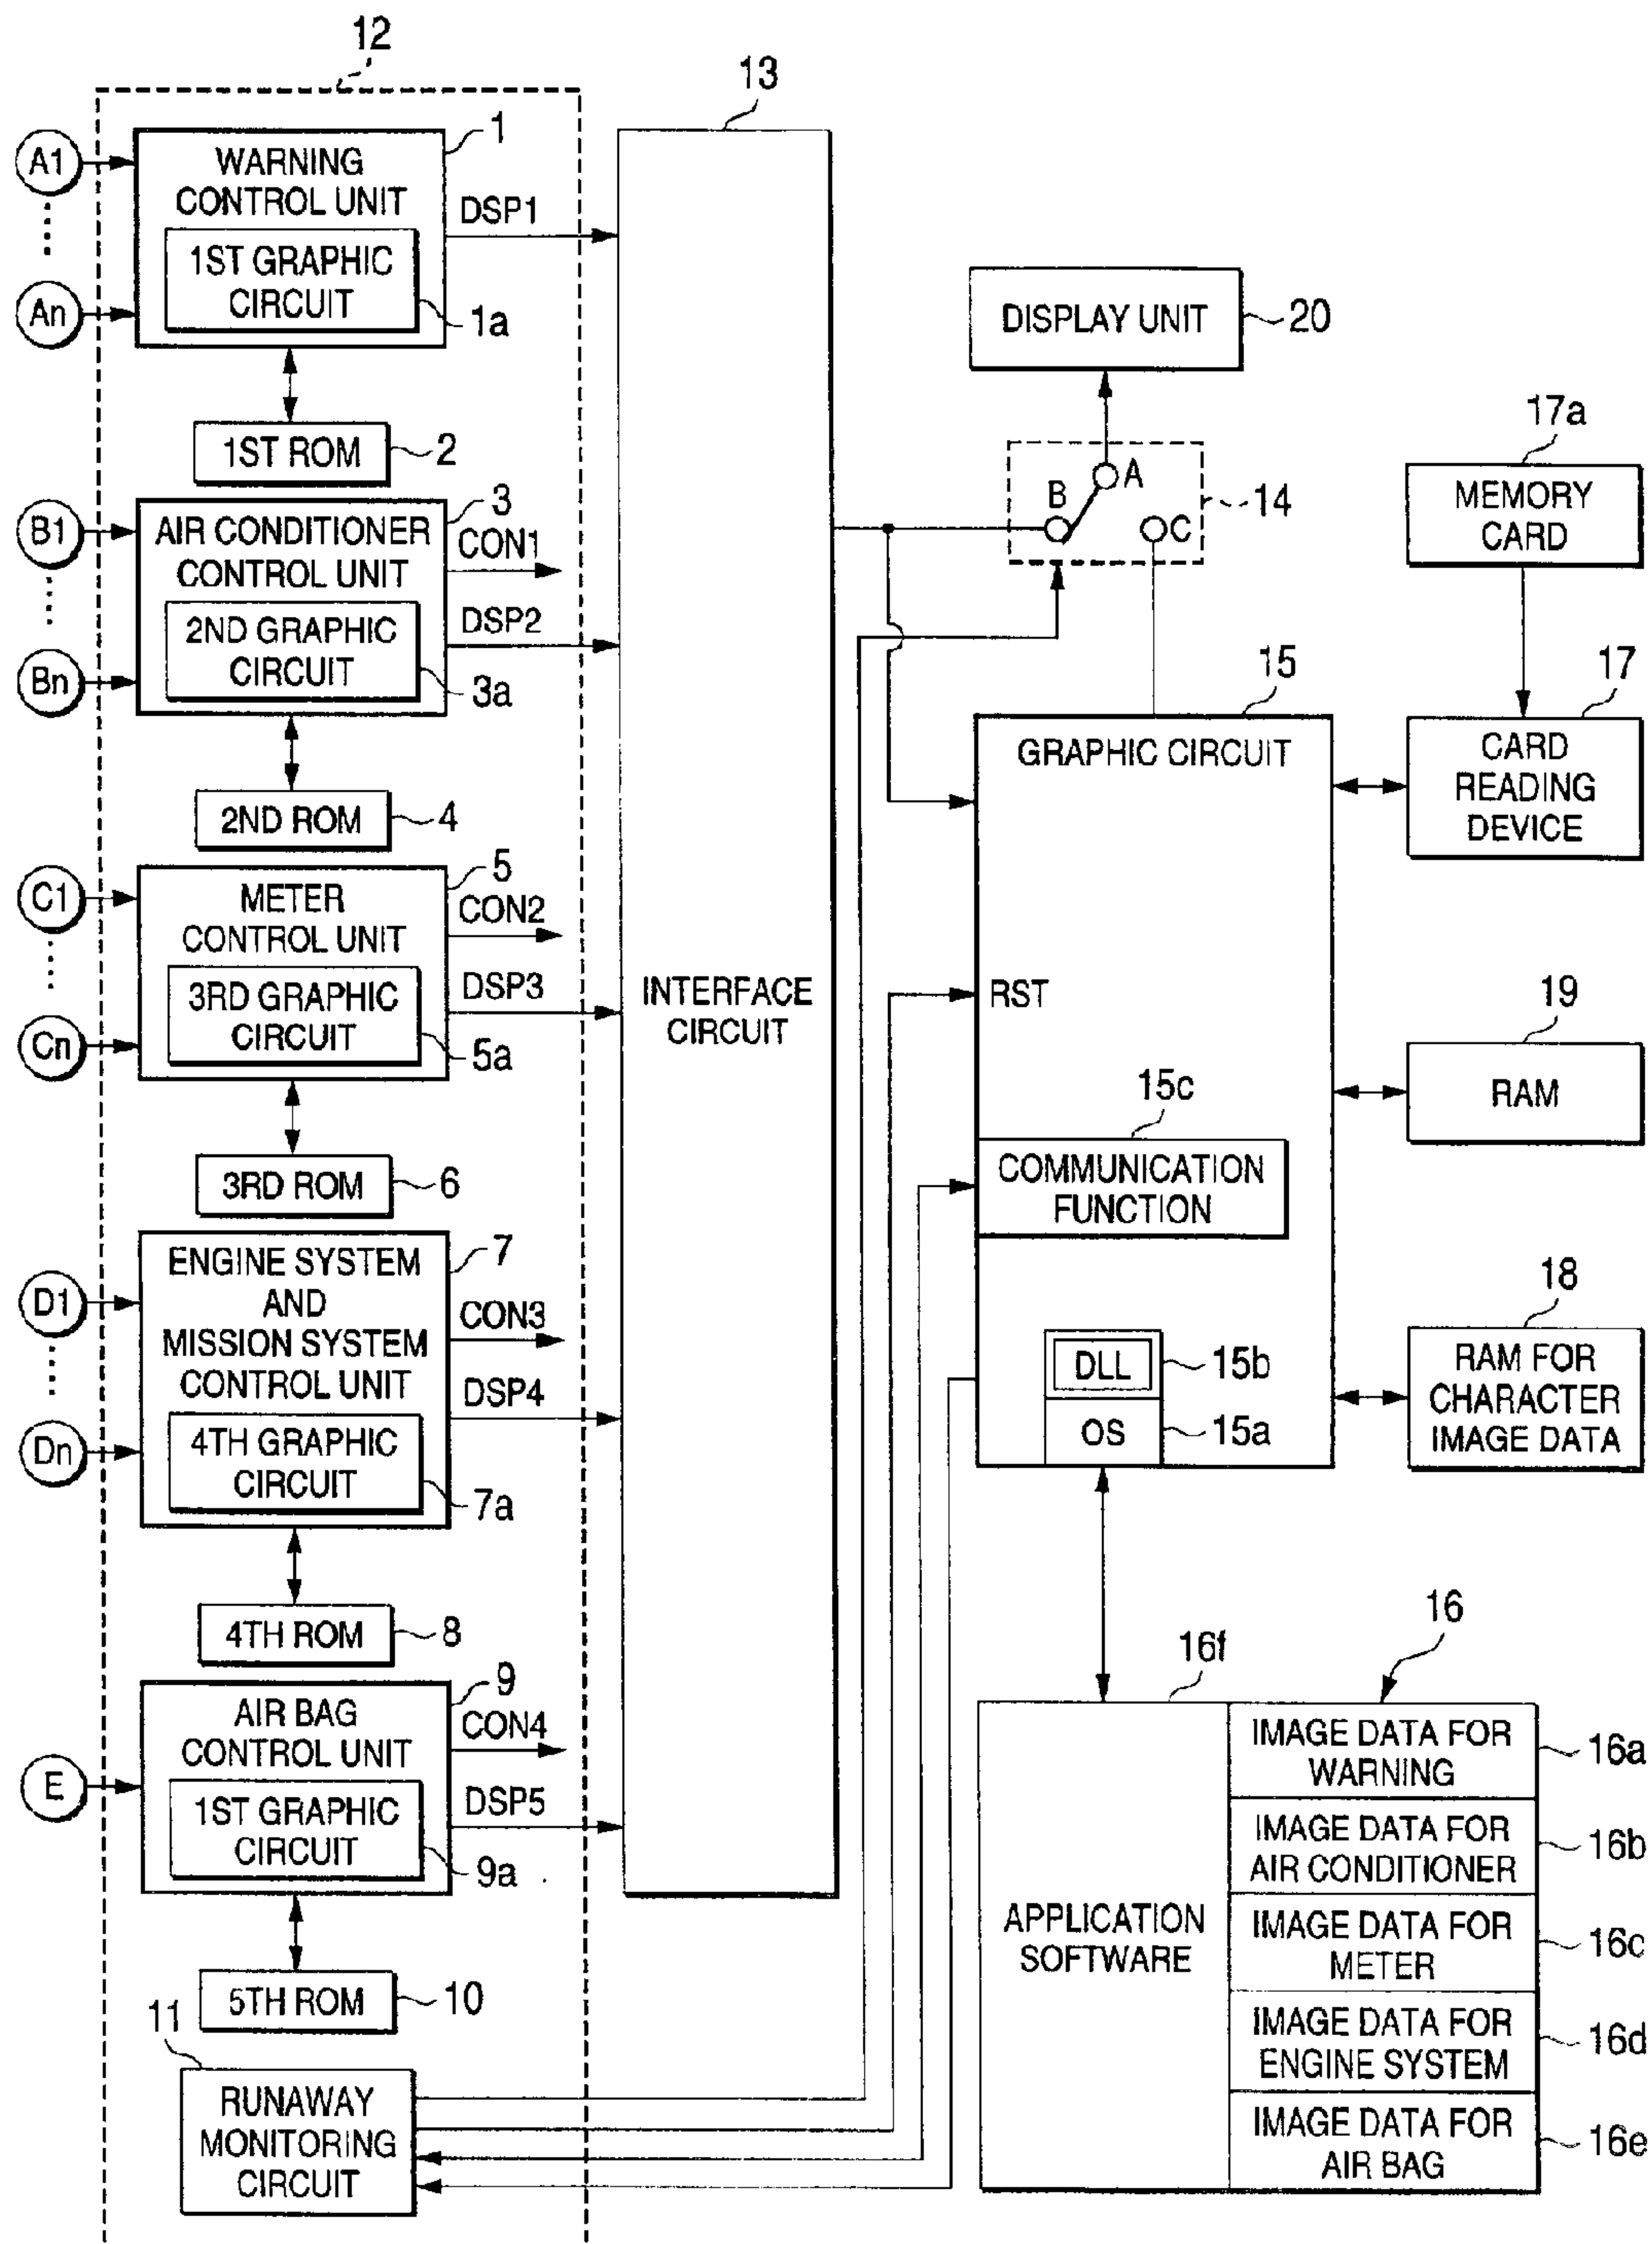 12
13
A1
An
WARNING
CONTROL UNIT
1
1ST GRAPHIC
CIRCUIT
1a
DSP1
1ST ROM
2
B1
Bn
AIR CONDITIONER
CONTROL UNIT
3
CON1
2ND GRAPHIC
CIRCUIT
3a
DSP2
2ND ROM
4
C1
Cn
METER
CONTROL UNIT
5
CON2
3RD GRAPHIC
CIRCUIT
5a
DSP3
3RD ROM
6
D1
Dn
ENGINE SYSTEM
AND
MISSION SYSTEM
CONTROL UNIT
7
CON3
4TH GRAPHIC
CIRCUIT
7a
DSP4
4TH ROM
8
E
AIR BAG
CONTROL UNIT
9
CON4
1ST GRAPHIC
CIRCUIT
9a
DSP5
5TH ROM
10
11
RUNAWAY
MONITORING
CIRCUIT
INTERFACE
CIRCUIT
DISPLAY UNIT
20
A
B
C
14
17a
MEMORY
CARD
15
GRAPHIC CIRCUIT
17
CARD
READING
DEVICE
RST
19
RAM
15c
COMMUNICATION
FUNCTION
DLL
15b
OS
15a
18
RAM FOR
CHARACTER
IMAGE DATA
16f
16
APPLICATION
SOFTWARE
IMAGE DATA FOR
WARNING
16a
IMAGE DATA FOR
AIR CONDITIONER
16b
IMAGE DATA FOR
METER
16c
IMAGE DATA FOR
ENGINE SYSTEM
16d
IMAGE DATA FOR
AIR BAG
16e